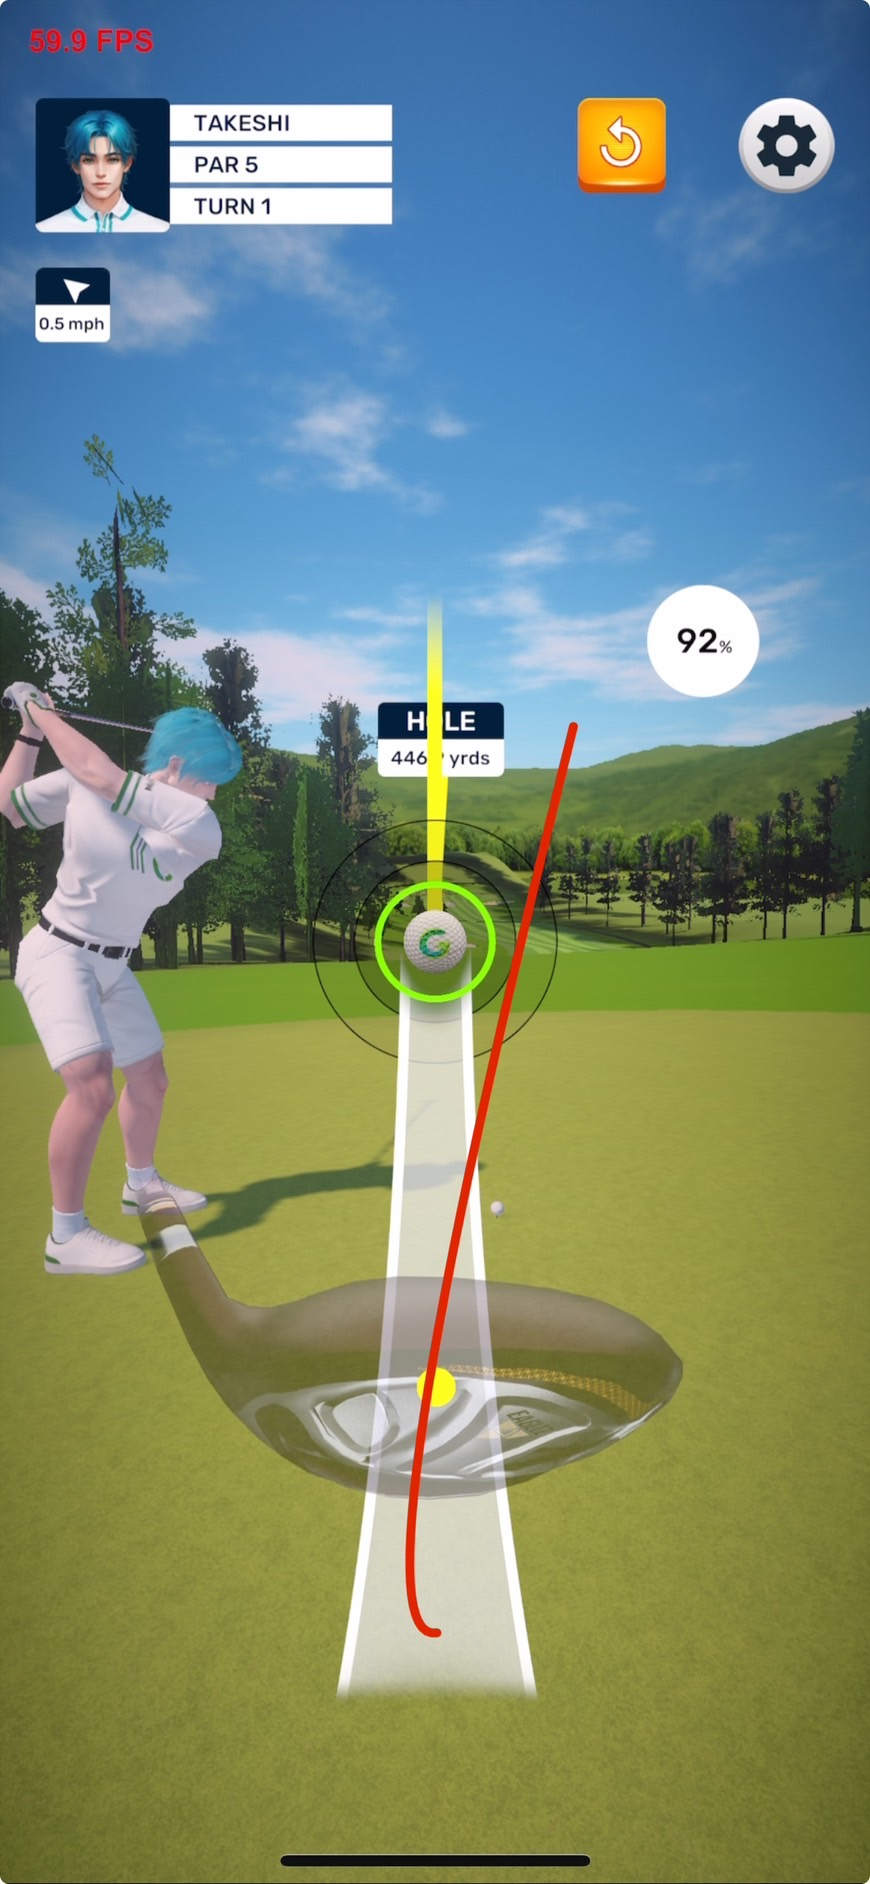 59.9 FPS
TAKESHI
PAR 5
TURN 1
0.5 mph
92%
yrds